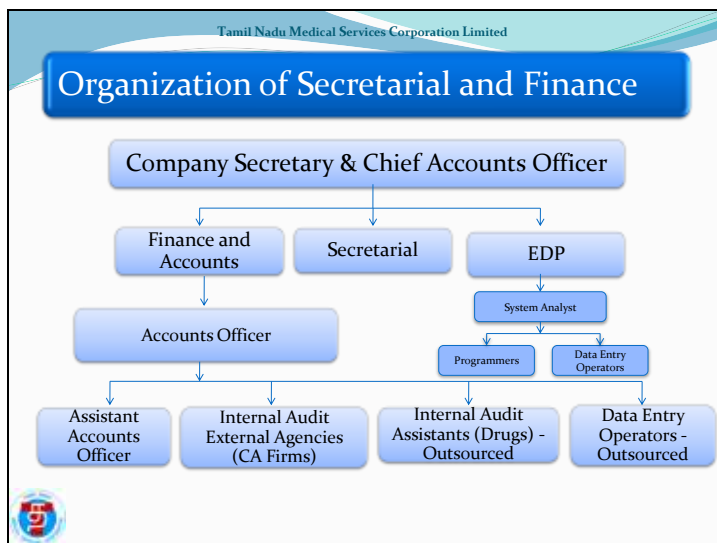 Tamil Nadu Medical Services Corporation Limited
Organization of Secretarial and Finance
Company Secretary & Chief Accounts Officer
Finance and
Accounts
Secretarial
EDP
System Analyst
Programmers
Data Entry
Operators
Accounts Officer
Assistant
Accounts
Officer
Internal Audit
External Agencies
(CA Firms)
Internal Audit
Assistants (Drugs) -
Outsourced
Data Entry
Operators -
Outsourced